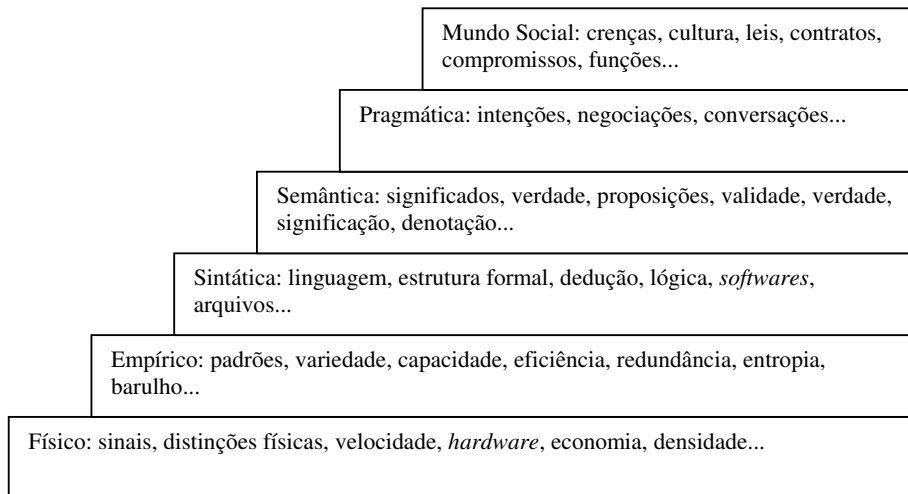 Mundo Social: crenças, cultura, leis, contratos,
compromissos, funções...
Pragmática: intenções, negociações, conversações...
Semântica: significados, verdade, proposições, validade, verdade,
significação, denotação...
Sintática: linguagem, estrutura formal, dedução, lógica, softwares,
arquivos...
Empírico: padrões, variedade, capacidade, eficiência, redundância, entropia,
barulho...
Físico: sinais, distinções físicas, velocidade, hardware, economia, densidade...